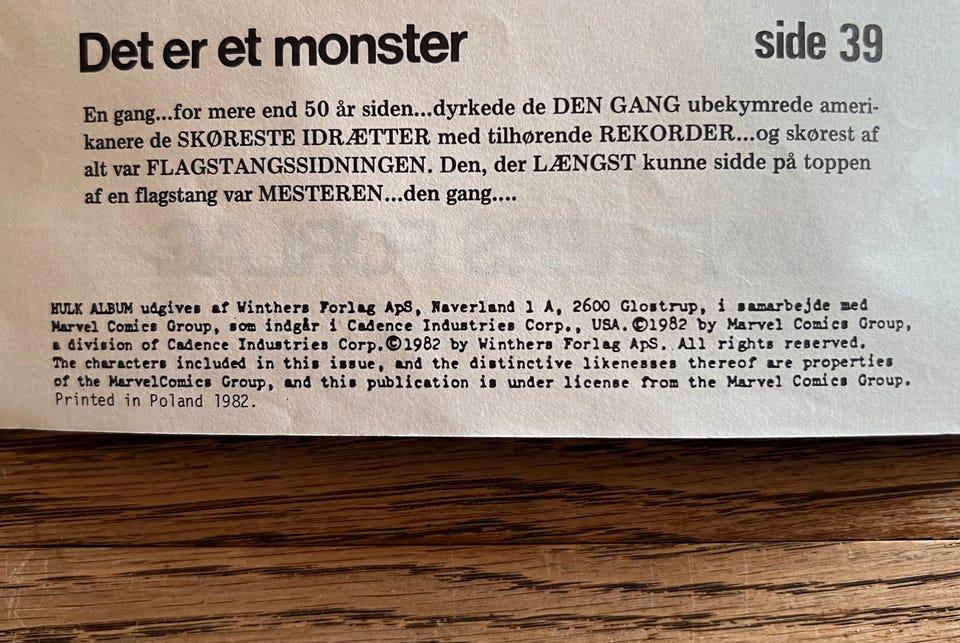 Det er et monster side 39
En gang...for mere end 50 år siden...dyrkede de DEN GANG ubekymrede ameri-
kanere de SKØRESTE IDRÆTTER med tilhørende REKORDER...og skørest af
alt var FLAGSTANGSSIDNINGEN. Den, der LÆNGST kunne sidde på toppen
af en flagstang var MESTEREN...den gang....
HULK ALBUM udgives af Winthers Forlag ApS, Naverland 1 A, 2600 Glostrup, i samarbejde med
Marvel Comics Group, som indgår i Cadence Industries Corp., USA. ©1982 by Marvel Comics Group,
a division of Cadence Industries Corp.©1982 by Winthers Forlag ApS. All rights reserved.
The characters included in this issue, and the distinctive likenesses thereof are properties
of the MarvelComics Group, and this publication is under license from the Marvel Comics Group.
Printed in Poland 1982.